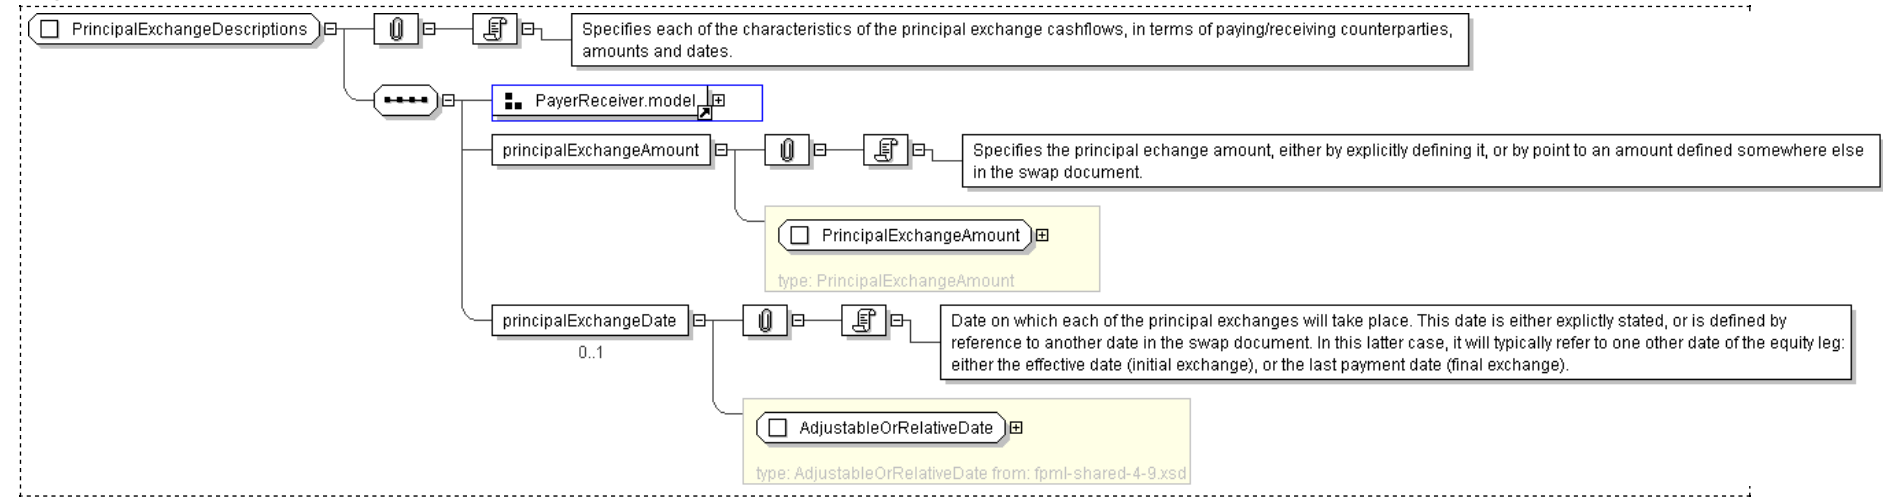 PrincipalExchangeDescriptions
Specifies each of the characteristics of the principal exchange cashflows, in terms of paying/receiving counterparties,
amounts and dates.
PayerReceiver.model
principalExchangeAmount
Specifies the principal echange amount, either by explicitly defining it, or by point to an amount defined somewhere else
in the swap document.
PrincipalExchangeAmount
type: PrincipalExchangeAmount
principalExchangeDate
0..1
Date on which each of the principal exchanges will take place. This date is either explictly stated, or is defined by
reference to another date in the swap document. In this latter case, it will typically refer to one other date of the equity leg:
either the effective date (initial exchange), or the last payment date (final exchange).
AdjustableOrRelativeDate
type: AdjustableOrRelativeDate from: fpml-shared-4-9.xsd